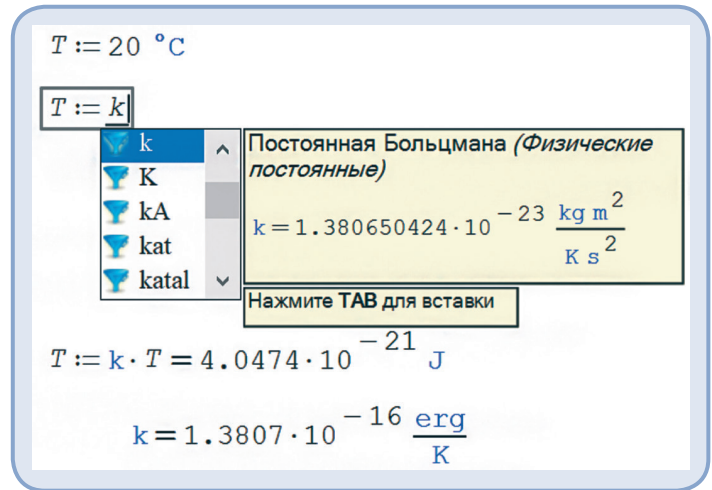 T := 20 °C
T := k
k
K
kA
kat
katal
Постоянная Больцмана (Физические
постоянные)
k = 1.380650424 · 10^-23 kg m^2 / K s^2
Нажмите TAB для вставки
T := k · T = 4.0474 · 10^-21 J
k = 1.3807 · 10^-16 erg / K